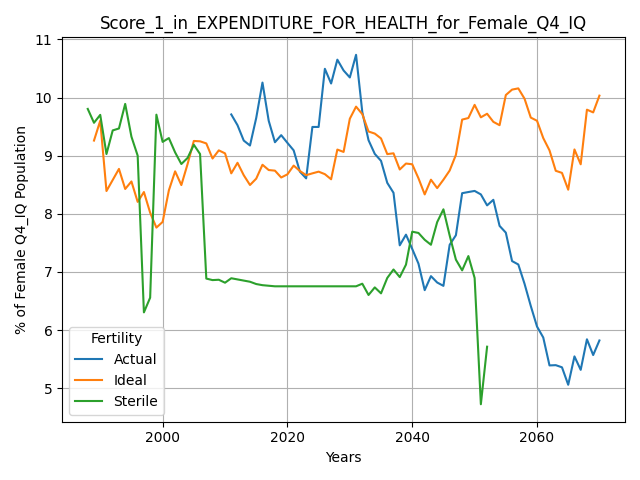 Score_1_in_EXPENDITURE_FOR_HEALTH_for_Female_Q4_IQ
% of Female Q4_IQ Population
11
10
9
8
7
6
5
Fertility
Actual
Ideal
Sterile
2000 2020 2040 2060
Years